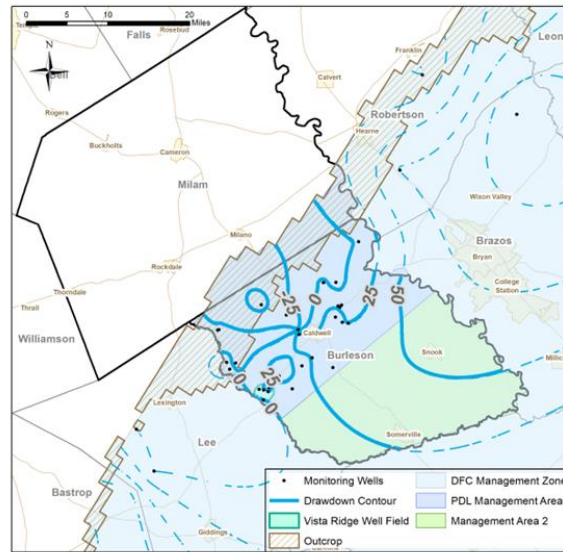 0 5 10 20
Miles
Rosebud
Falls
Leon
N
Bell
Franklin
Calvert
Rogers
Robertson
Hearne
Buckholts
Cameron
Milam
Wixon Valley
Milano
Brazos
Rockdale
Bryan
College
Station
Thorndale
Thrall
-25
0
25
50
Williamson
Caldwell
Burleson
Snook
0
25
0
Lexington
Lee
Somerville
Bastrop
Giddings
Monitoring Wells
Drawdown Contour
Vista Ridge Well Field
Outcrop
DFC Management Zone
PDL Management Area
Management Area 2